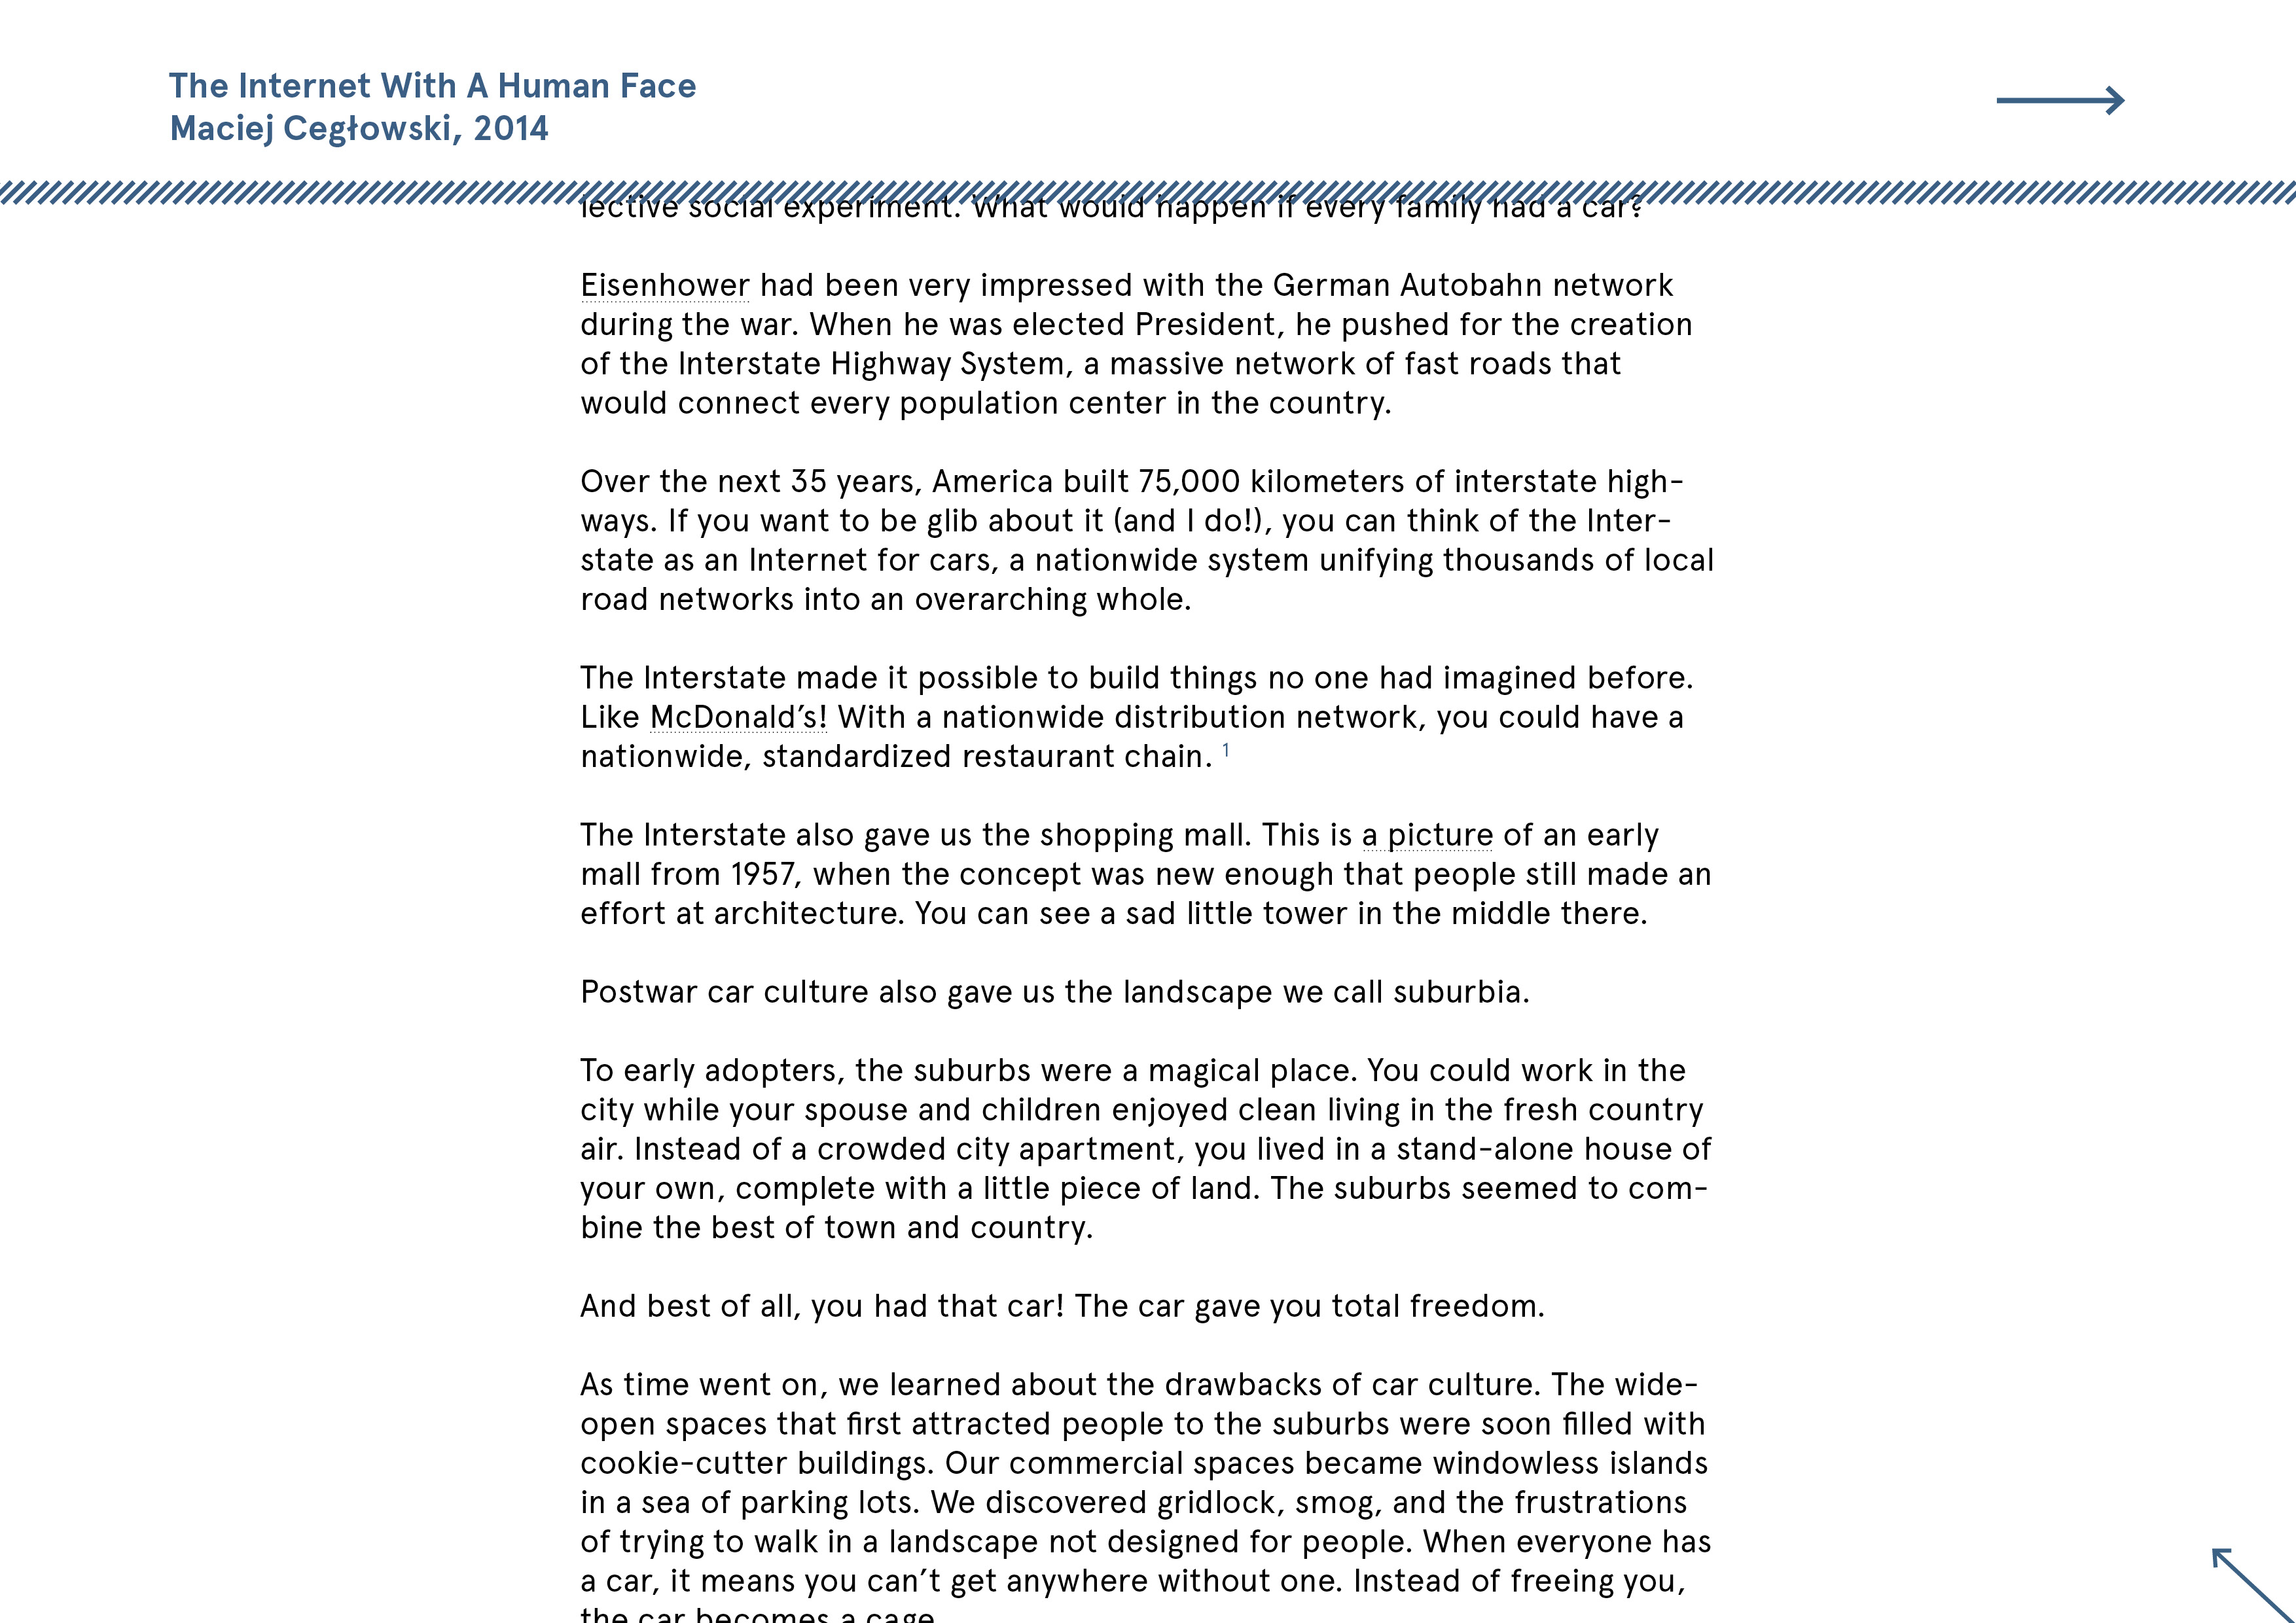 The Internet With A Human Face
Maciej Cegłowski, 2014
lective social experiment. What would happen if every family had a car?
Eisenhower had been very impressed with the German Autobahn network
during the war. When he was elected President, he pushed for the creation
of the Interstate Highway System, a massive network of fast roads that
would connect every population center in the country.
Over the next 35 years, America built 75,000 kilometers of interstate high-
ways. If you want to be glib about it (and I do!), you can think of the Inter-
state as an Internet for cars, a nationwide system unifying thousands of local
road networks into an overarching whole.
The Interstate made it possible to build things no one had imagined before.
Like McDonald’s! With a nationwide distribution network, you could have a
nationwide, standardized restaurant chain. 1
The Interstate also gave us the shopping mall. This is a picture of an early
mall from 1957, when the concept was new enough that people still made an
effort at architecture. You can see a sad little tower in the middle there.
Postwar car culture also gave us the landscape we call suburbia.
To early adopters, the suburbs were a magical place. You could work in the
city while your spouse and children enjoyed clean living in the fresh country
air. Instead of a crowded city apartment, you lived in a stand-alone house of
your own, complete with a little piece of land. The suburbs seemed to com-
bine the best of town and country.
And best of all, you had that car! The car gave you total freedom.
As time went on, we learned about the drawbacks of car culture. The wide-
open spaces that first attracted people to the suburbs were soon filled with
cookie-cutter buildings. Our commercial spaces became windowless islands
in a sea of parking lots. We discovered gridlock, smog, and the frustrations
of trying to walk in a landscape not designed for people. When everyone has
a car, it means you can’t get anywhere without one. Instead of freeing you,
the car becomes a cage.